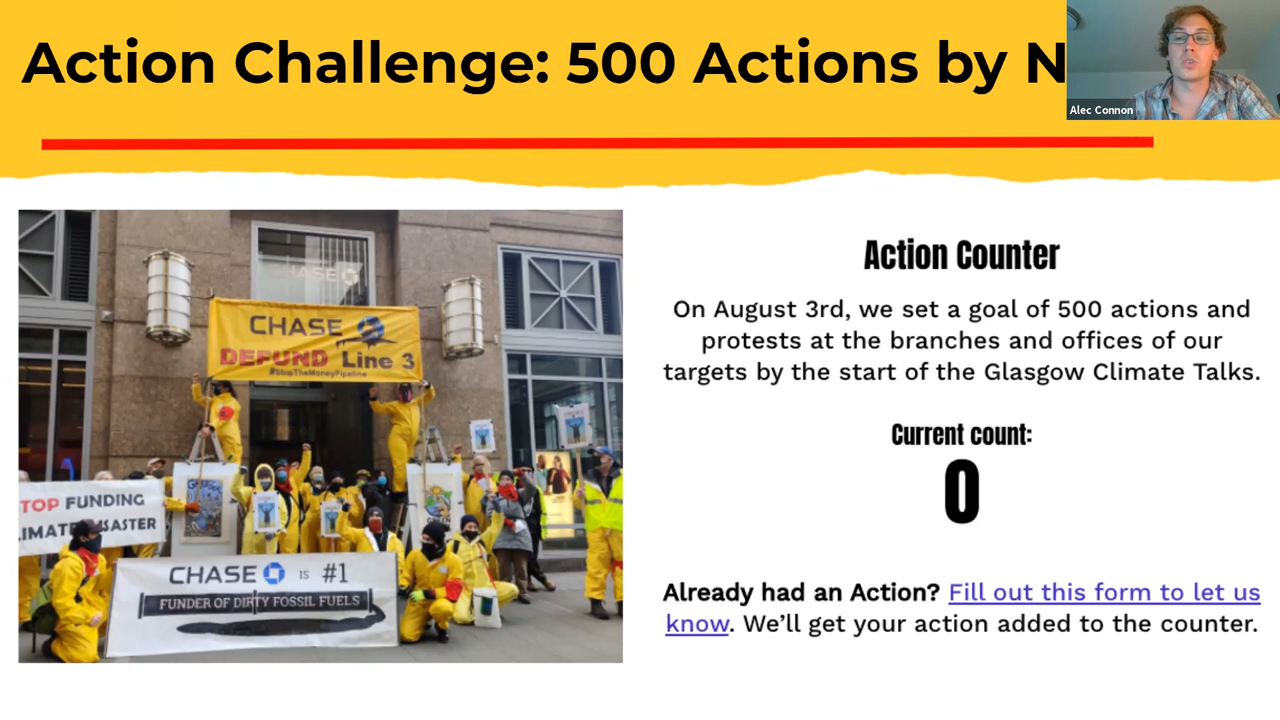 Action Challenge: 500 Actions by N
Alec Connon
CHASE
CHASE
DEFUND Line 3
#StopTheMoneyPipeline
TOP FUNDING
CHASE IS #1
FUNDER OF DIRTY FOSSIL FUELS
Action Counter
On August 3rd, we set a goal of 500 actions and
protests at the branches and offices of our
targets by the start of the Glasgow Climate Talks.
Current count:
0
Already had an Action? Fill out this form to let us
know. We’ll get your action added to the counter.